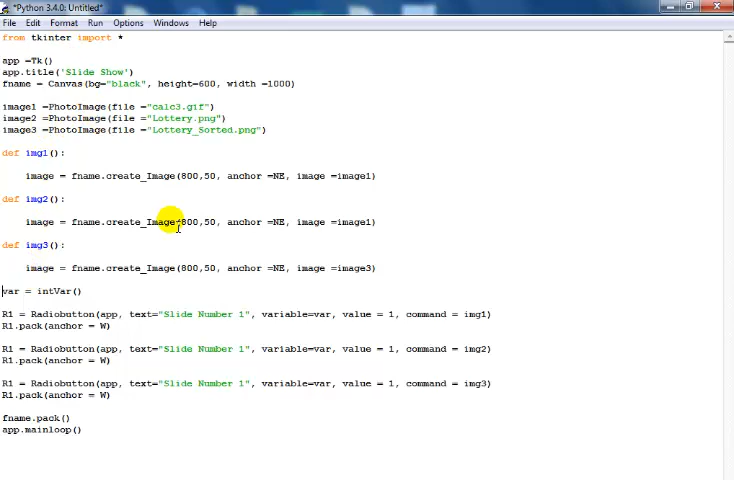 *Python 3.4.0: Untitled*
File Edit Format Run Options Windows Help
from tkinter import *
app =Tk()
app.title('Slide Show')
fname = Canvas(bg="black", height=600, width =1000)
image1 =PhotoImage(file ="calc3.gif")
image2 =PhotoImage(file ="Lottery.png")
image3 =PhotoImage(file ="Lottery_Sorted.png")
def img1():
image = fname.create_Image(800,50, anchor =NE, image =image1)
def img2():
image = fname.create_Image(800,50, anchor =NE, image =image1)
def img3():
image = fname.create_Image(800,50, anchor =NE, image =image3)
var = intVar()
R1 = Radiobutton(app, text="Slide Number 1", variable=var, value = 1, command = img1)
R1.pack(anchor = W)
R1 = Radiobutton(app, text="Slide Number 1", variable=var, value = 1, command = img2)
R1.pack(anchor = W)
R1 = Radiobutton(app, text="Slide Number 1", variable=var, value = 1, command = img3)
R1.pack(anchor = W)
fname.pack()
app.mainloop()